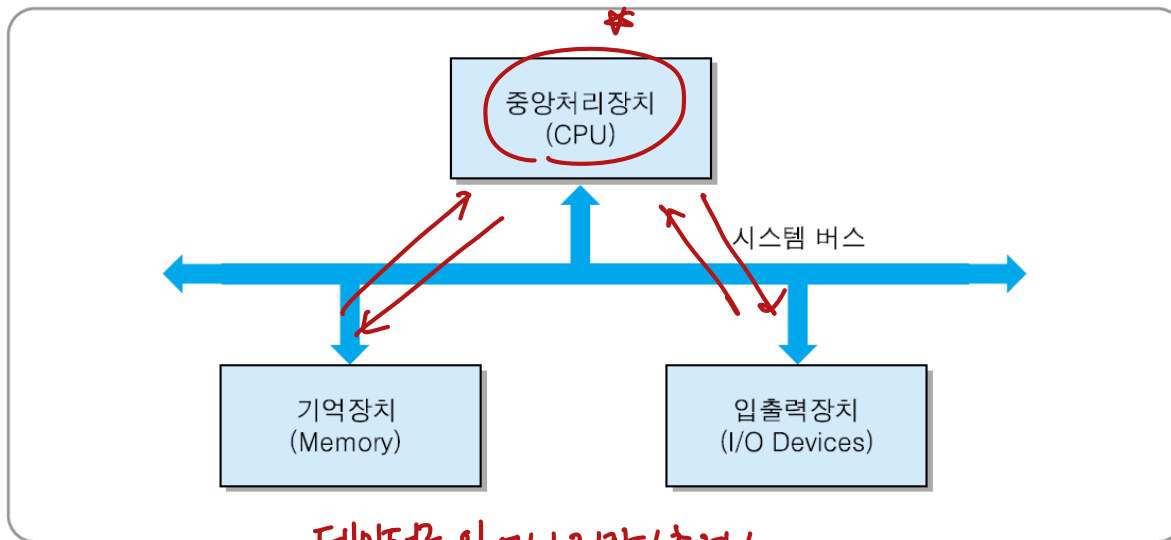 중앙처리장치
(CPU)
시스템 버스
기억장치
(Memory)
입출력장치
(I/O Devices)